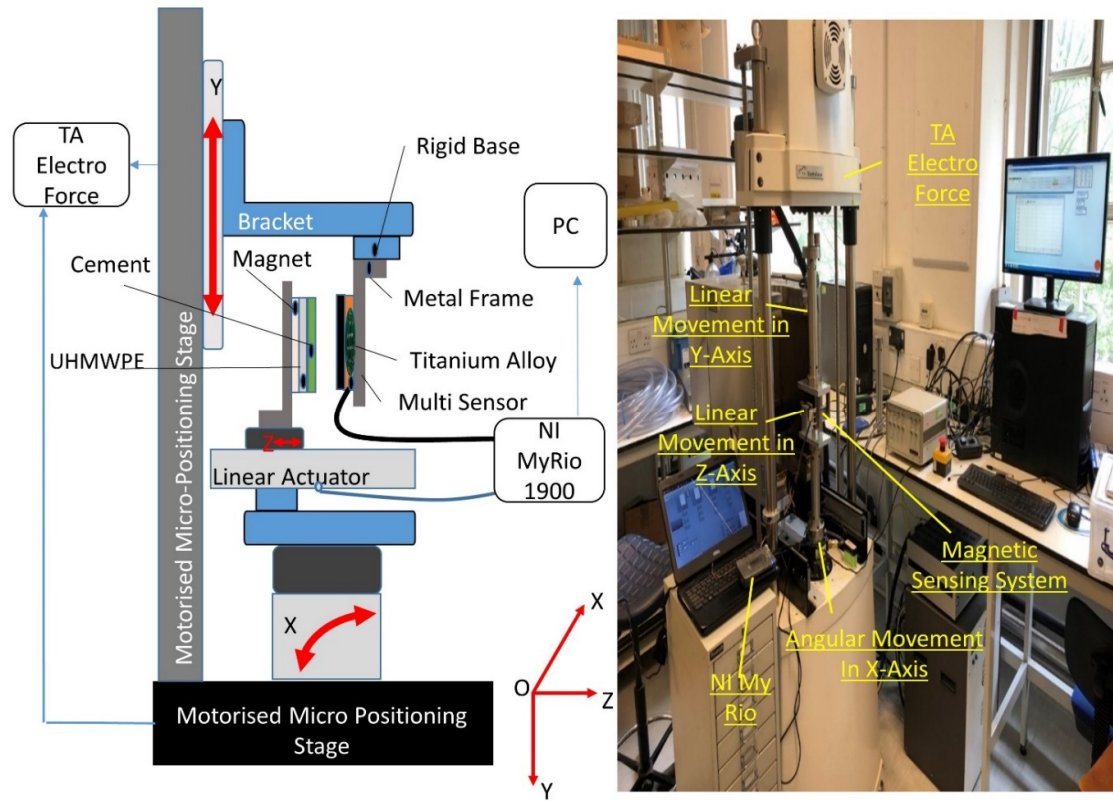 Y
TA
Electro
Force
Rigid Base
PC
Bracket
Cement
Magnet
Metal Frame
Titanium Alloy
UHMWPE
Multi Sensor
Motorised Micro-Positioning Stage
Z
Linear Actuator
NI
MyRio
1900
X
Motorised Micro Positioning
Stage
X
O
Z
Y
TA
Electro
Force
Linear
Movement in
Y-Axis
Linear
Movement in
Z-Axis
Magnetic
Sensing System
Angular Movement
In X-Axis
NI My
Rio